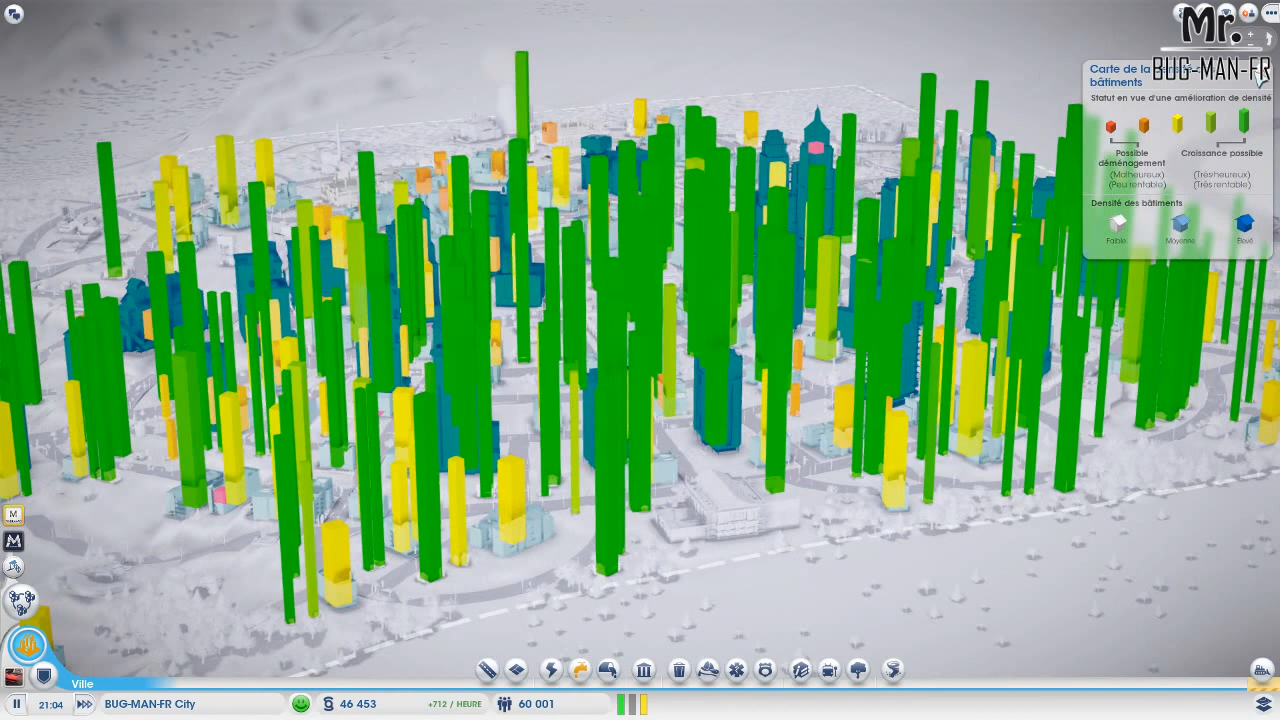 Mr.
BUG-MAN-FR
Carte de la
bâtiments
Statut en vue d'une amélioration de densité
Possible
déménagement
Croissance possible
(Malheureux)
(Très heureux)
(Peu rentable)
(Très rentable)
Densité des bâtiments
Faible
Moyenne
Élevé
M
Ville
21:04
BUG-MAN-FR City
46 453
+712 / HEURE
60 001